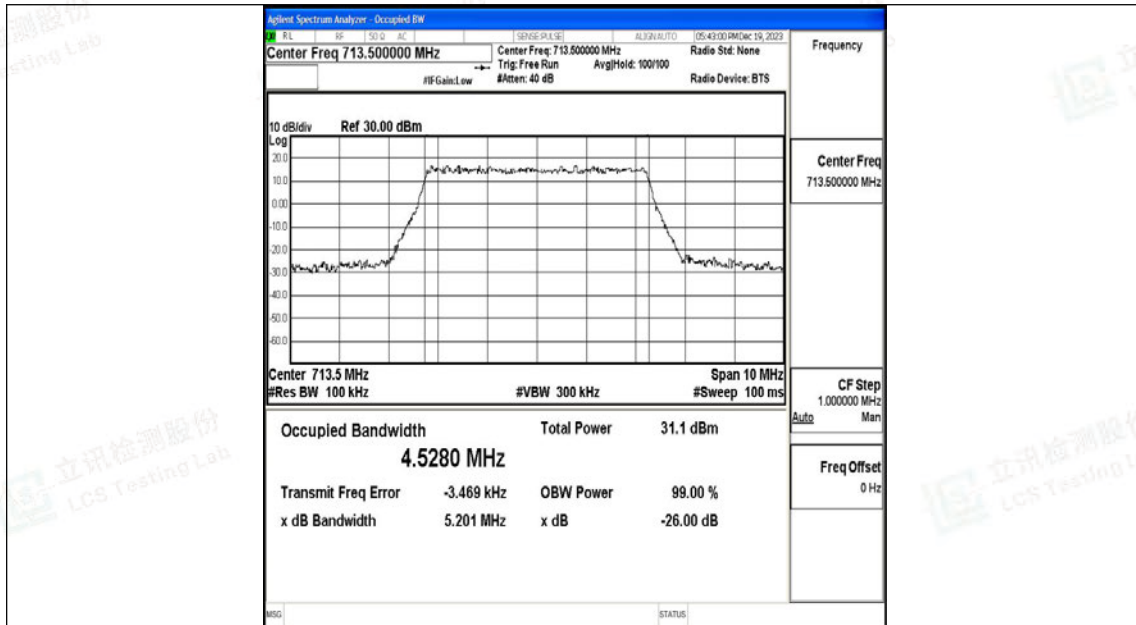 Agilent Spectrum Analyzer - Occupied BW
RL RF 50 Ω AC SENSE:PULSE ALIGNAUTO 05:43:00 PM Dec 19, 2023
Center Freq 713.500000 MHz
Center Freq: 713.500000 MHz
Radio Std: None
Trig: Free Run
Avg|Hold: 100/100
#IFGain:Low
#Atten: 40 dB
Radio Device: BTS
Frequency
10 dB/div
Ref 30.00 dBm
Log
20.0
10.0
0.00
-10.0
-20.0
-30.0
-40.0
-50.0
-60.0
Center 713.5 MHz
Span 10 MHz
#Res BW 100 kHz
#VBW 300 kHz
#Sweep 100 ms
Center Freq
713.500000 MHz
CF Step
1.000000 MHz
Auto Man
Freq Offset
0 Hz
Occupied Bandwidth
4.5280 MHz
Total Power 31.1 dBm
Transmit Freq Error -3.469 kHz
OBW Power 99.00 %
x dB Bandwidth 5.201 MHz
x dB -26.00 dB
MSG
STATUS
立讯检测股份
LCS Testing Lab
立讯检测股份
LCS Testing L